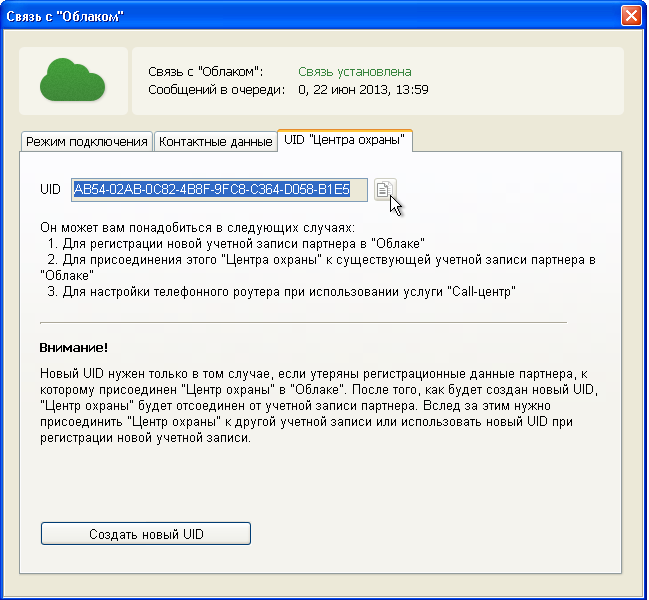 Связь с "Облаком"
Связь с "Облаком": Связь установлена
Сообщений в очереди: 0, 22 июн 2013, 13:59
Режим подключения Контактные данные UID "Центра охраны"
UID AB54-02AB-0C82-4B8F-9FC8-C364-D058-B1E5
Он может вам понадобиться в следующих случаях:
1. Для регистрации новой учетной записи партнера в "Облаке"
2. Для присоединения этого "Центра охраны" к существующей учетной записи партнера в
"Облаке"
3. Для настройки телефонного роутера при использовании услуги "Call-центр"
Внимание!
Новый UID нужен только в том случае, если утеряны регистрационные данные партнера, к
которому присоединен "Центр охраны" в "Облаке". После того, как будет создан новый UID,
"Центр охраны" будет отсоединен от учетной записи партнера. Вслед за этим нужно
присоединить "Центр охраны" к другой учетной записи или использовать новый UID при
регистрации новой учетной записи.
Создать новый UID